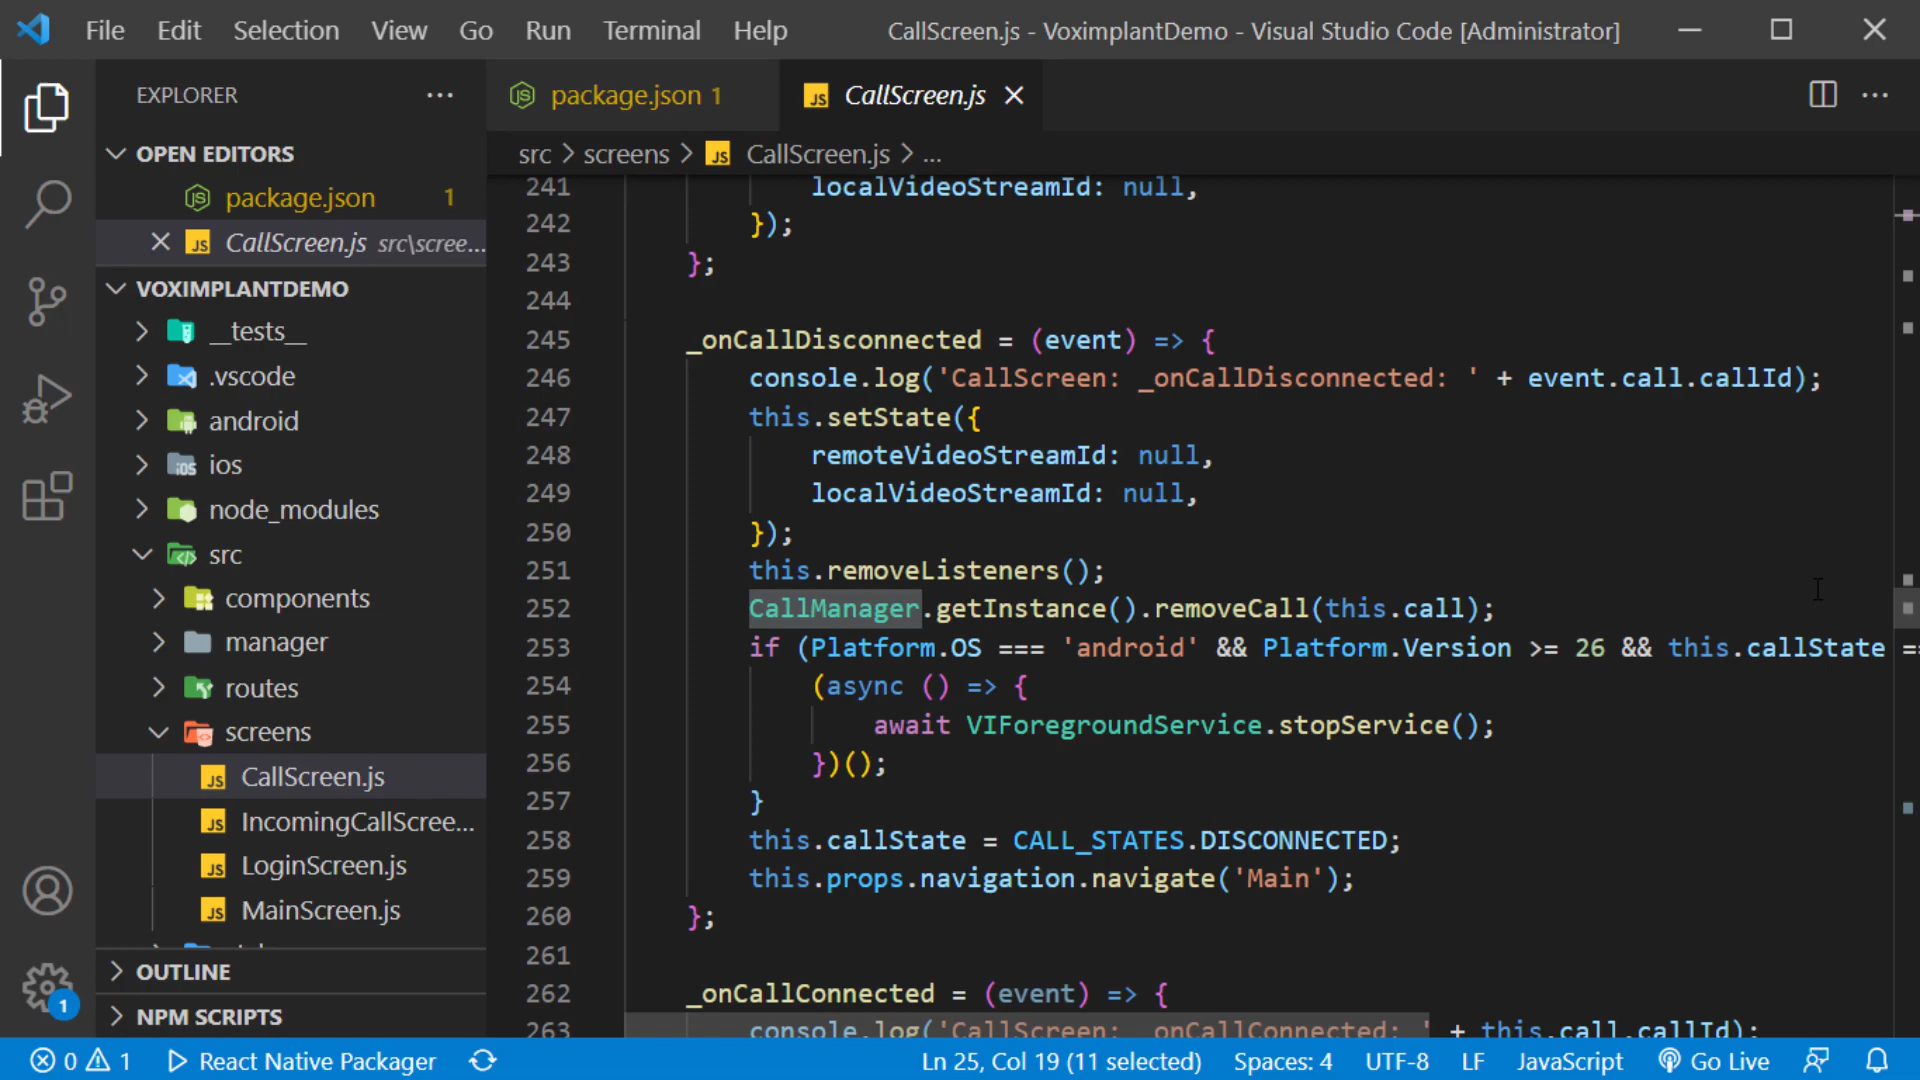 File Edit Selection View Go Run Terminal Help CallScreen.js - VoximplantDemo - Visual Studio Code [Administrator]
EXPLORER
OPEN EDITORS
package.json 1
CallScreen.js src\scree...
VOXIMPLANTDEMO
__tests__
.vscode
android
ios
node_modules
src
components
manager
routes
screens
CallScreen.js
IncomingCallScree...
LoginScreen.js
MainScreen.js
OUTLINE
NPM SCRIPTS
1
package.json 1 CallScreen.js
src > screens > JS CallScreen.js > ...
241 localVideoStreamId: null,
242 });
243 };
244
245 _onCallDisconnected = (event) => {
246 console.log('CallScreen: _onCallDisconnected: ' + event.call.callId);
247 this.setState({
248 remoteVideoStreamId: null,
249 localVideoStreamId: null,
250 });
251 this.removeListeners();
252 CallManager.getInstance().removeCall(this.call);
253 if (Platform.OS === 'android' && Platform.Version >= 26 && this.callState ==
254 (async () => {
255 await VIForegroundService.stopService();
256 })();
257 }
258 this.callState = CALL_STATES.DISCONNECTED;
259 this.props.navigation.navigate('Main');
260 };
261
262 _onCallConnected = (event) => {
263 console.log('CallScreen: _onCallConnected: ' + this.call.callId);
0 1 React Native Packager Ln 25, Col 19 (11 selected) Spaces: 4 UTF-8 LF JavaScript Go Live